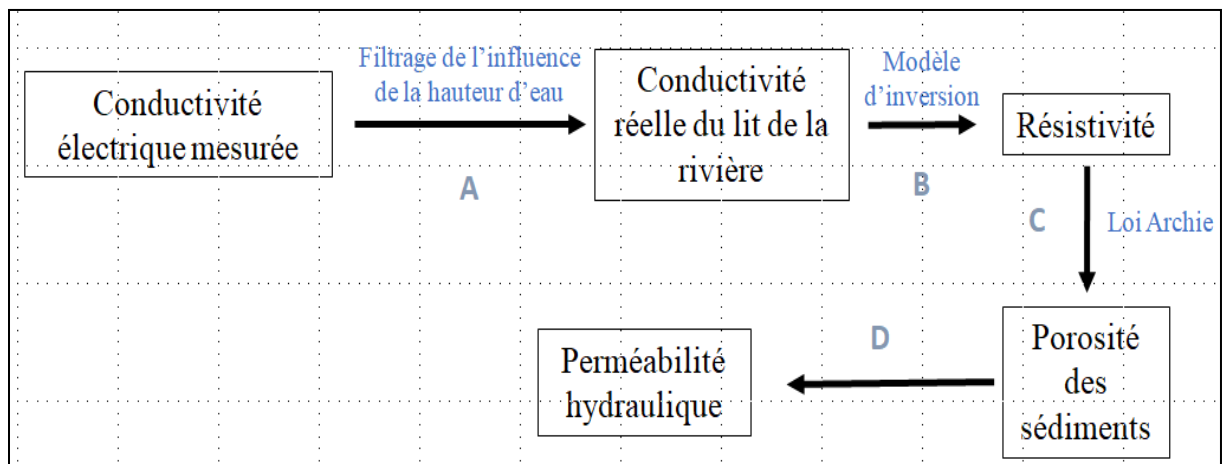 Conductivité
électrique mesurée
Filtrage de l'influence
de la hauteur d'eau
A
Conductivité
réelle du lit de la
rivière
Modèle
d'inversion
B
Résistivité
C
Loi Archie
Porosité
des
sédiments
D
Perméabilité
hydraulique